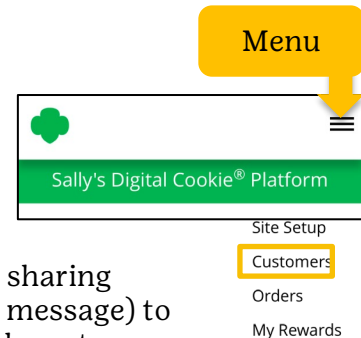 Menu
Sally's Digital Cookie® Platform
Site Setup
Customers
Orders
My Rewards
sharing
message) to